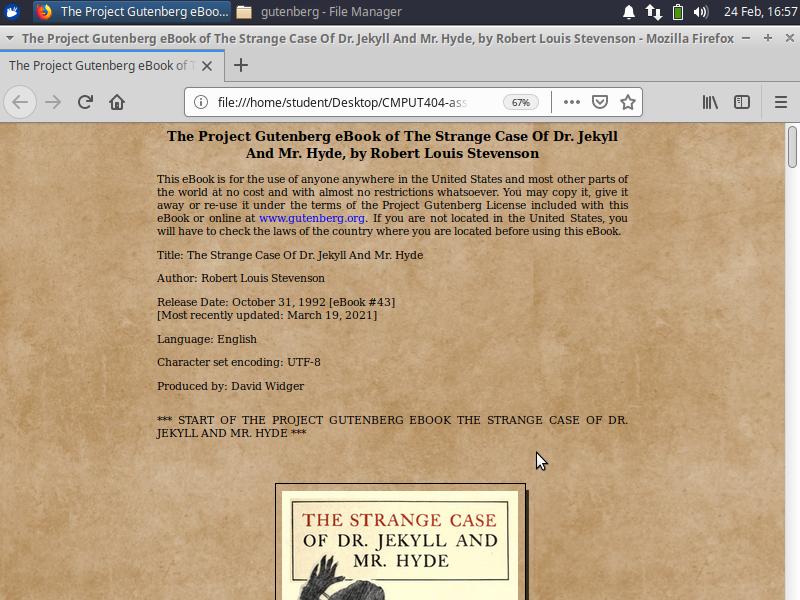 The Project Gutenberg eBoo...
gutenberg - File Manager
24 Feb, 16:57
The Project Gutenberg eBook of The Strange Case Of Dr. Jekyll And Mr. Hyde, by Robert Louis Stevenson - Mozilla Firefox
The Project Gutenberg eBook of T
file:///home/student/Desktop/CMPUT404-ass
67%
The Project Gutenberg eBook of The Strange Case Of Dr. Jekyll
And Mr. Hyde, by Robert Louis Stevenson
This eBook is for the use of anyone anywhere in the United States and most other parts of
the world at no cost and with almost no restrictions whatsoever. You may copy it, give it
away or re-use it under the terms of the Project Gutenberg License included with this
eBook or online at www.gutenberg.org. If you are not located in the United States, you
will have to check the laws of the country where you are located before using this eBook.
Title: The Strange Case Of Dr. Jekyll And Mr. Hyde
Author: Robert Louis Stevenson
Release Date: October 31, 1992 [eBook #43]
[Most recently updated: March 19, 2021]
Language: English
Character set encoding: UTF-8
Produced by: David Widger
*** START OF THE PROJECT GUTENBERG EBOOK THE STRANGE CASE OF DR.
JEKYLL AND MR. HYDE ***
THE STRANGE CASE
OF DR. JEKYLL AND
MR. HYDE